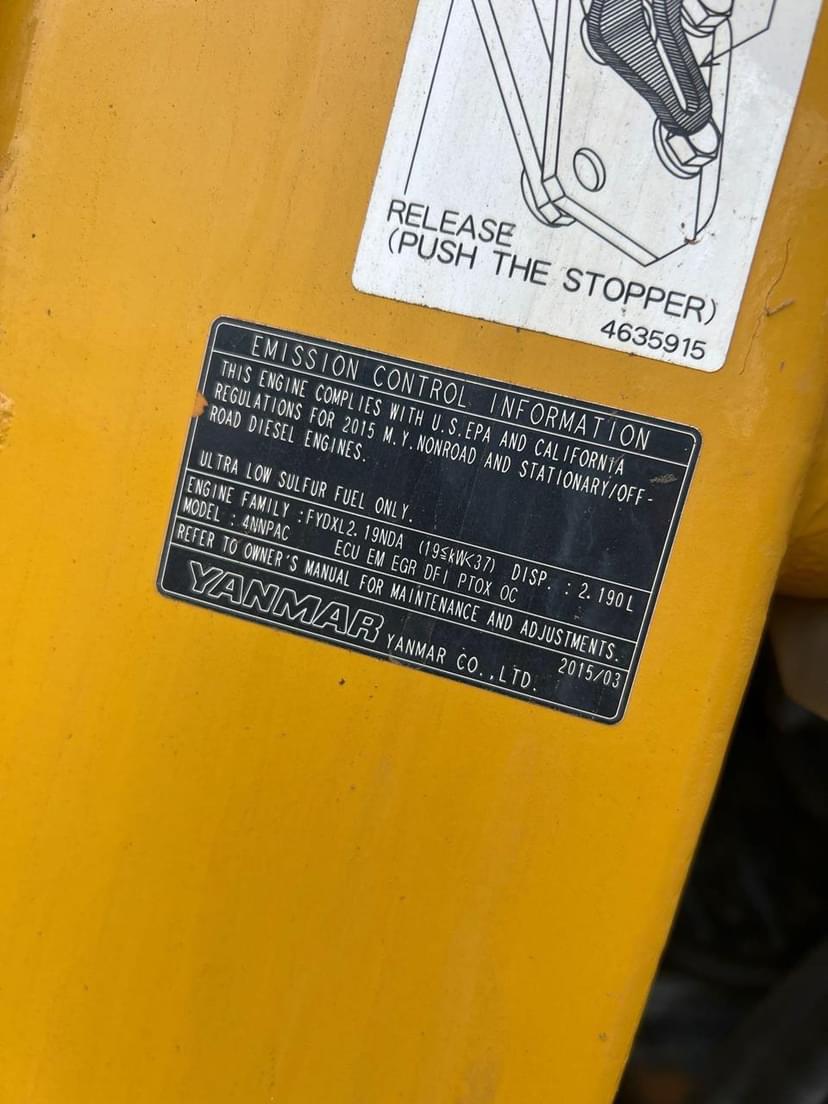 RELEASE
(PUSH THE STOPPER)
4635915
EMISSION CONTROL INFORMATION
THIS ENGINE COMPLIES WITH U.S.EPA AND CALIFORNIA
REGULATIONS FOR 2015 M.Y.NONROAD AND STATIONARY/OFF-
ROAD DIESEL ENGINES.
ULTRA LOW SULFUR FUEL ONLY.
ENGINE FAMILY :FYDXL2.19NDA (19≤kW<37) DISP. : 2.190L
MODEL : 4NNPAC ECU EM EGR DFI PTOX OC
REFER TO OWNER'S MANUAL FOR MAINTENANCE AND ADJUSTMENTS.
YANMAR YANMAR CO.,LTD. 2015/03